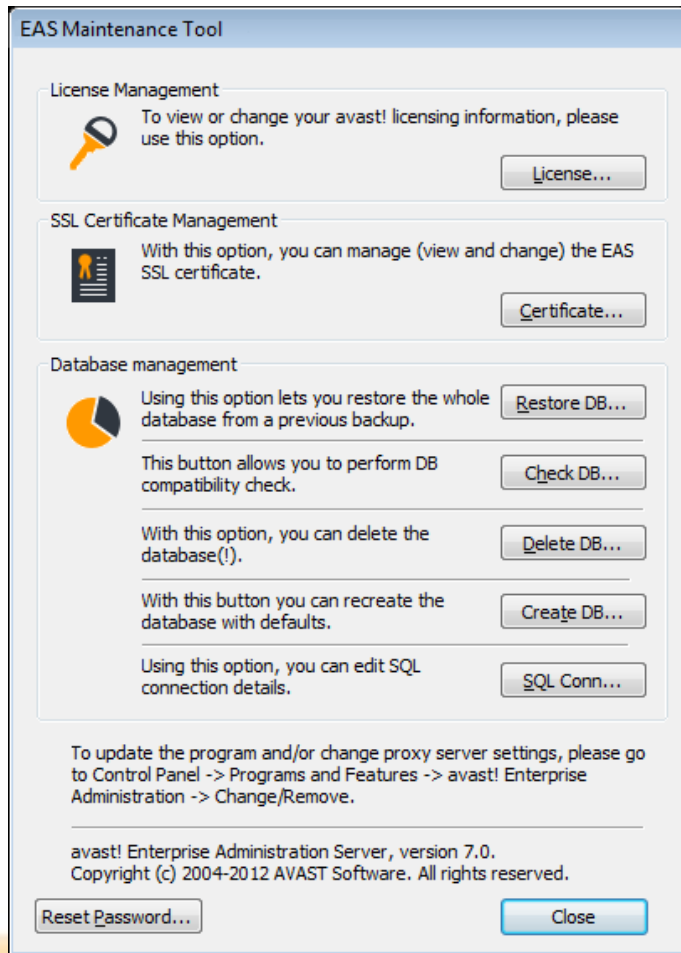 EAS Maintenance Tool
License Management
To view or change your avast! licensing information, please
use this option.
License...
SSL Certificate Management
With this option, you can manage (view and change) the EAS
SSL certificate.
Certificate...
Database management
Using this option lets you restore the whole
database from a previous backup.
Restore DB...
This button allows you to perform DB
compatibility check.
Check DB...
With this option, you can delete the
database(!).
Delete DB...
With this button you can recreate the
database with defaults.
Create DB...
Using this option, you can edit SQL
connection details.
SQL Conn...
To update the program and/or change proxy server settings, please go
to Control Panel -> Programs and Features -> avast! Enterprise
Administration -> Change/Remove.
avast! Enterprise Administration Server, version 7.0.
Copyright (c) 2004-2012 AVAST Software. All rights reserved.
Reset Password...
Close